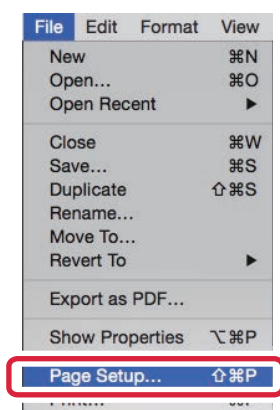 File Edit Format View
New ⌘N
Open... ⌘O
Open Recent ▶
Close ⌘W
Save... ⌘S
Duplicate ⇧⌘S
Rename...
Move To...
Revert To ▶
Export as PDF...
Show Properties ⌥⌘P
Page Setup... ⇧⌘P